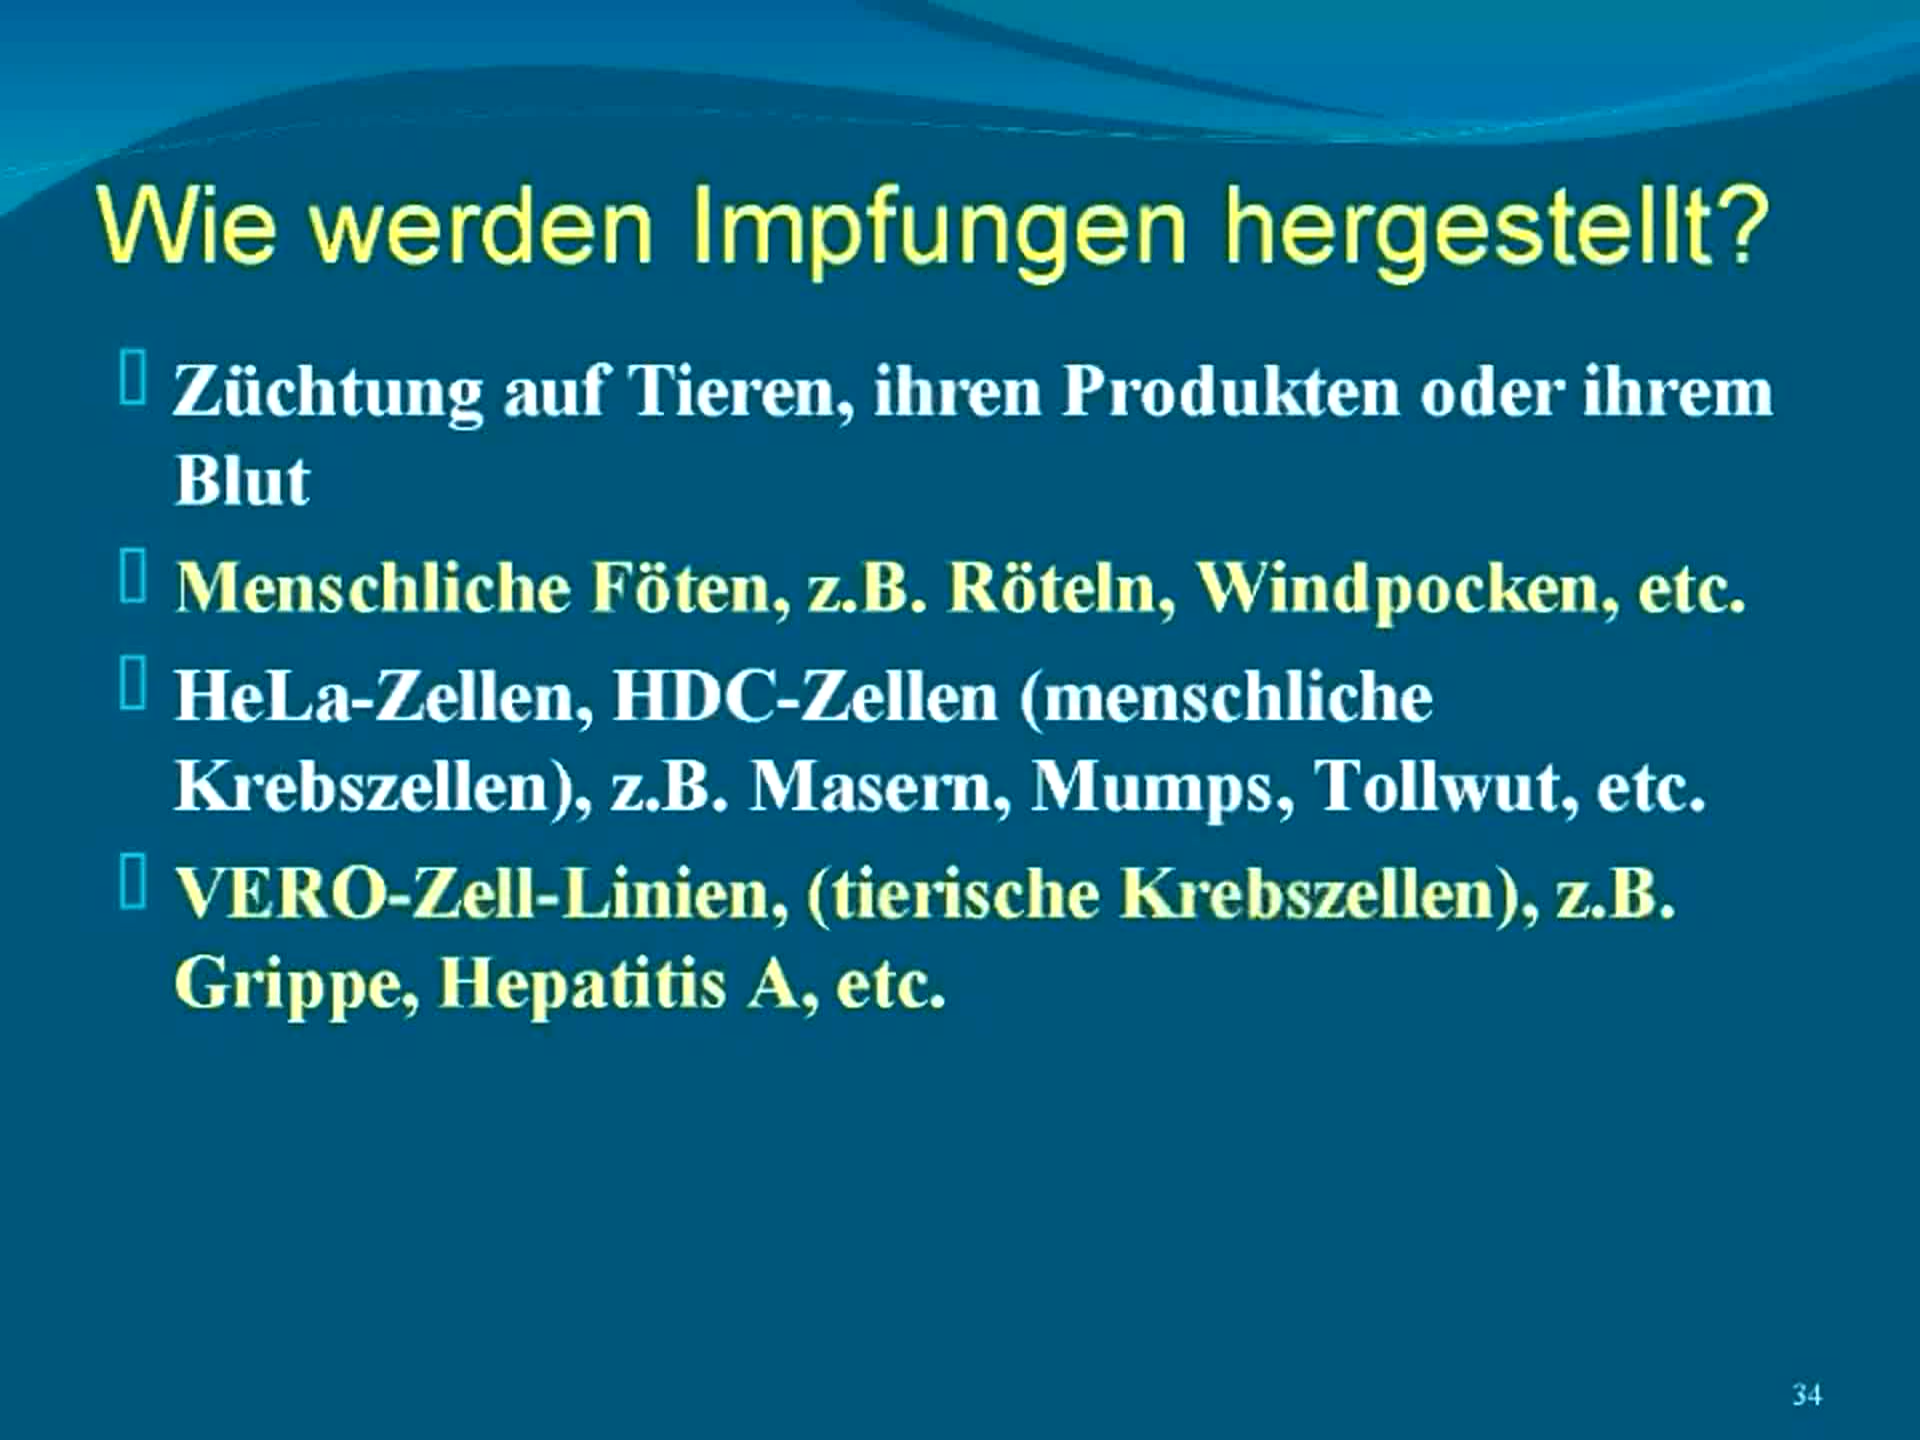 Wie werden Impfungen hergestellt?
Züchtung auf Tieren, ihren Produkten oder ihrem
Blut
Menschliche Föten, z.B. Röteln, Windpocken, etc.
HeLa-Zellen, HDC-Zellen (menschliche
Krebszellen), z.B. Masern, Mumps, Tollwut, etc.
VERO-Zell-Linien, (tierische Krebszellen), z.B.
Grippe, Hepatitis A, etc.
34